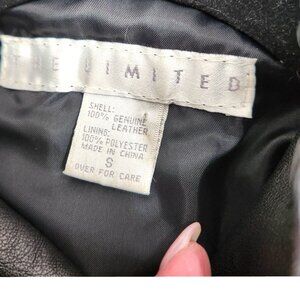 THE LIMITED
SHELL:
100% GENUINE
LEATHER
LINING:
100% POLYESTER
MADE IN CHINA
S
OVER FOR CARE